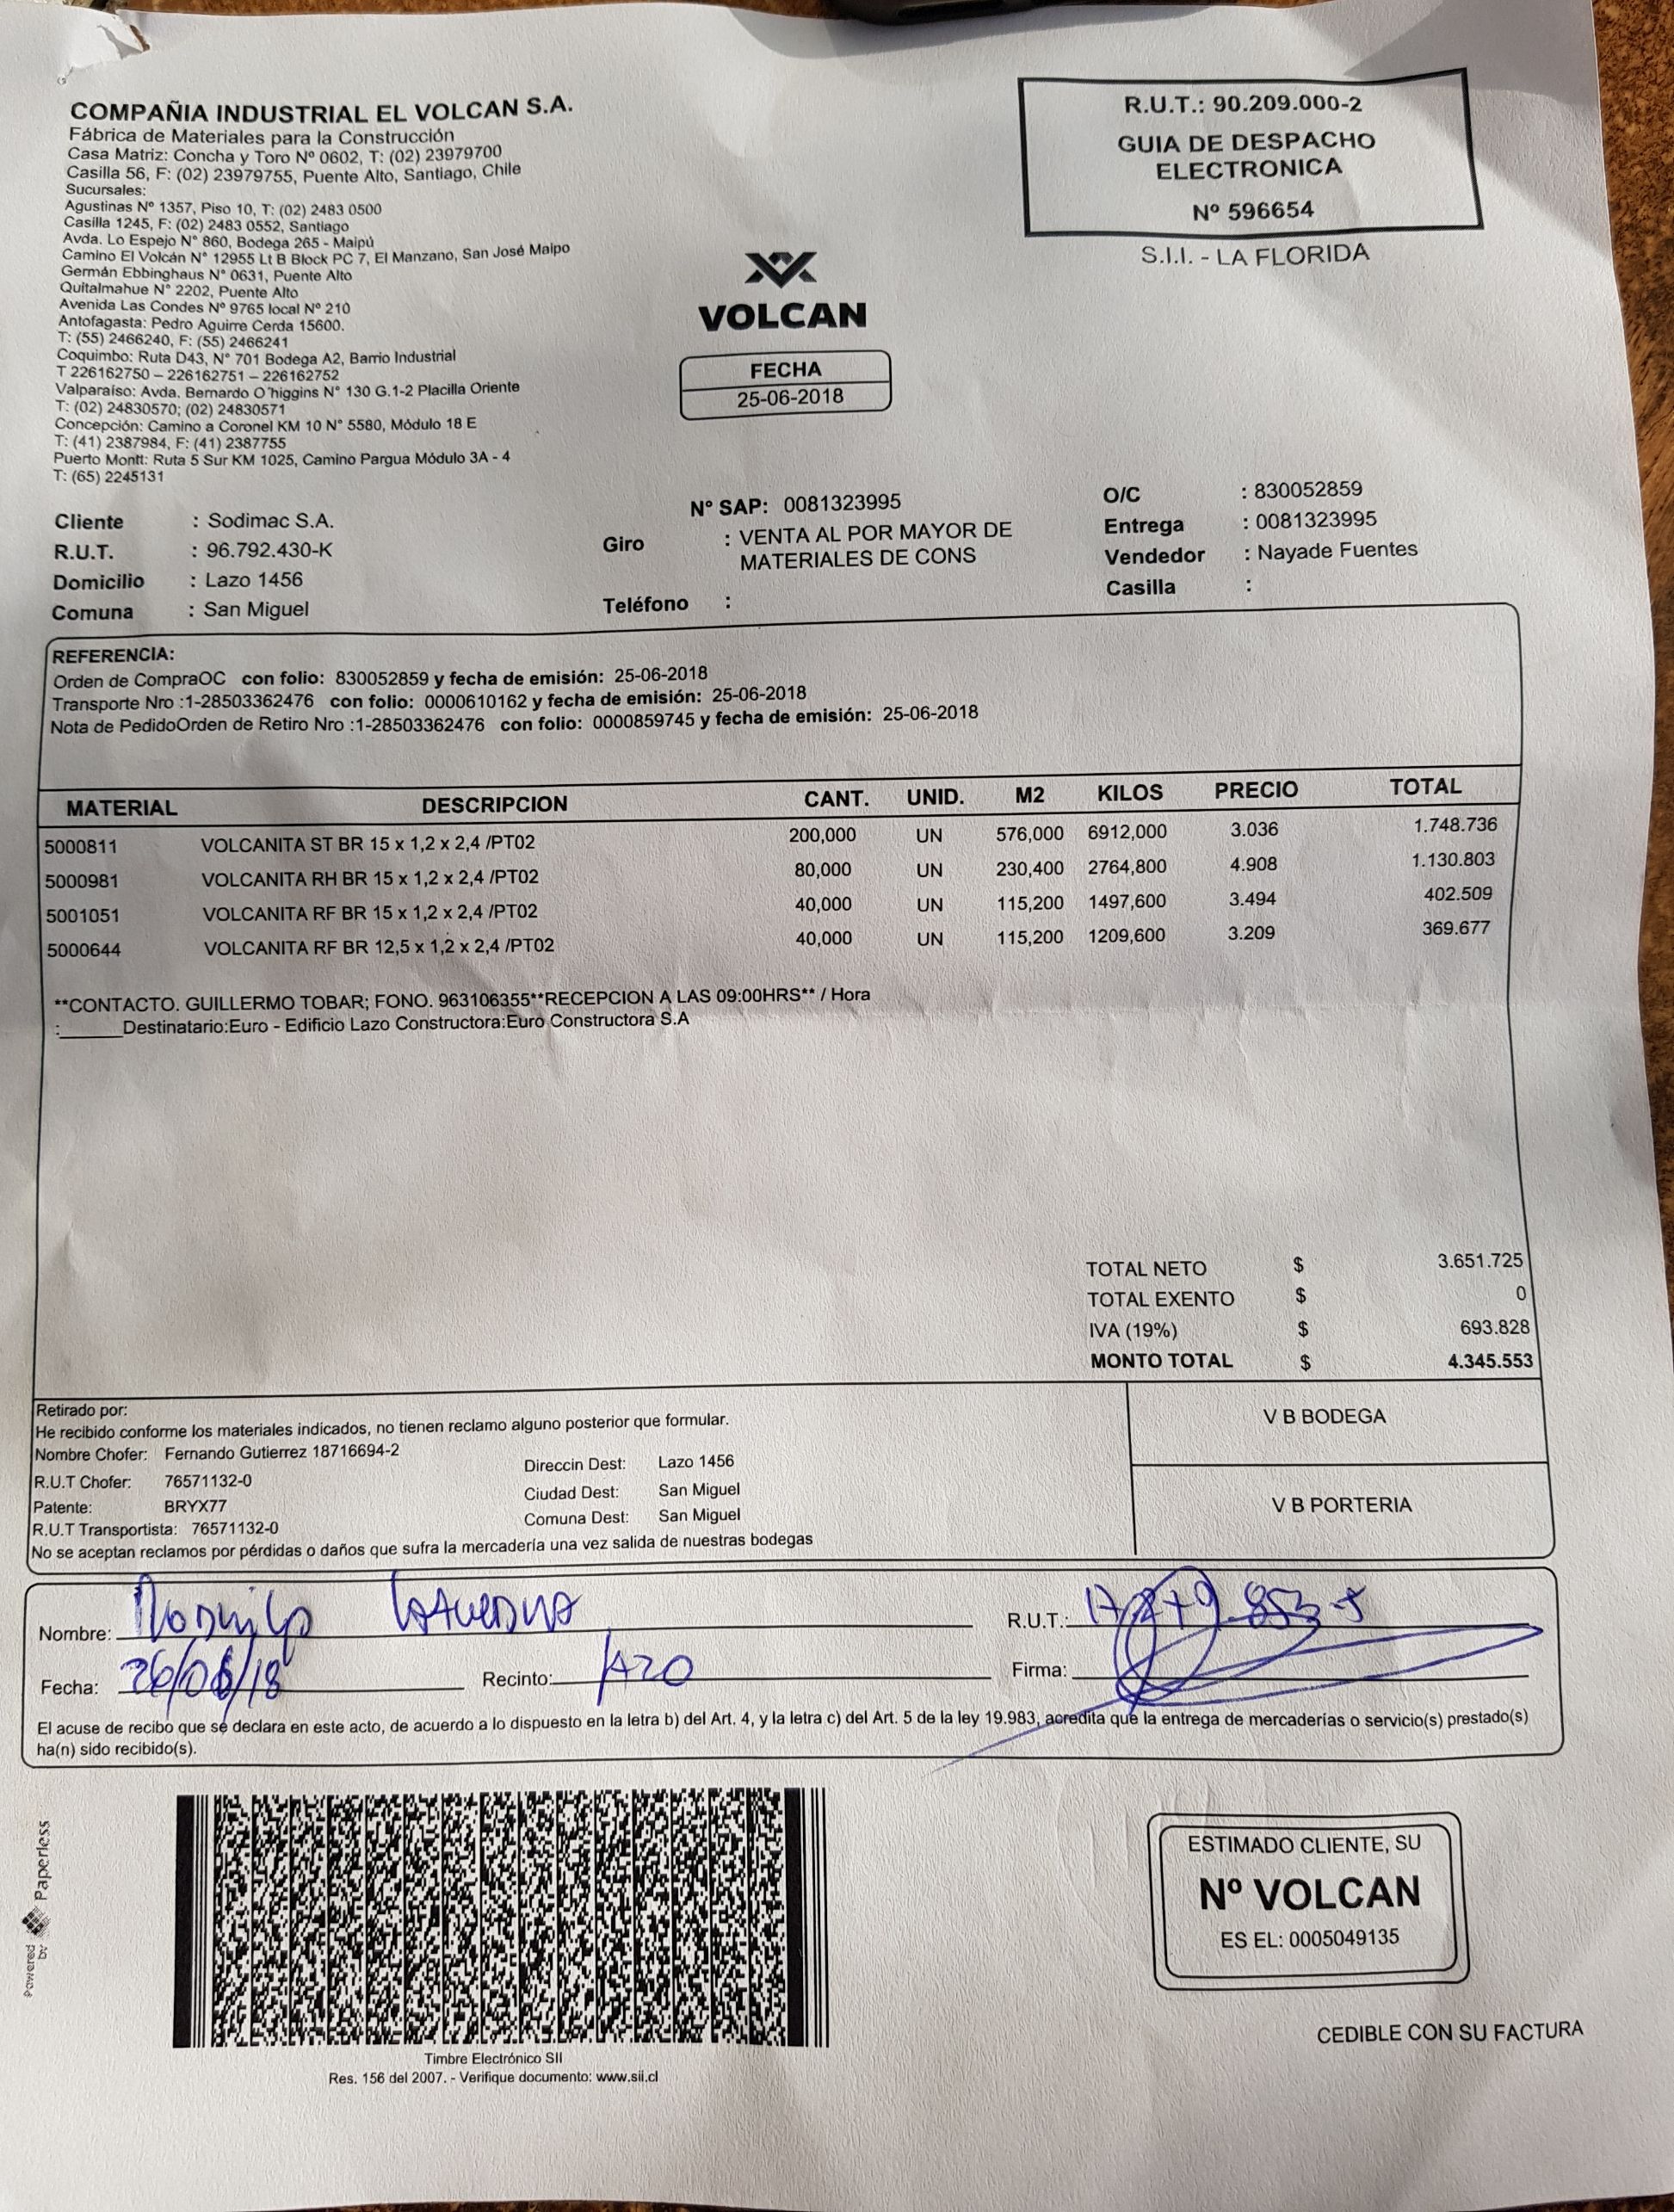 COMPAÑIA INDUSTRIAL EL VOLCAN S.A.
Fábrica de Materiales para la Construcción
Casa Matriz: Concha y Toro Nº 0602, T: (02) 23979700
Casilla 56, F: (02) 23979755, Puente Alto, Santiago, Chile
Sucursales:
Agustinas Nº 1357, Piso 10, T: (02) 2483 0500
Casilla 1245, F: (02) 2483 0552, Santiago
Avda. Lo Espejo N° 860, Bodega 265 - Maipú
Camino El Volcán N° 12955 Lt B Block PC 7, El Manzano, San José Maipo
Germán Ebbinghaus N° 0631, Puente Alto
Quitalmahue N° 2202, Puente Alto
Avenida Las Condes Nº 9765 local Nº 210
Antofagasta: Pedro Aguirre Cerda 15600.
T: (55) 2466240, F: (55) 2466241
Coquimbo: Ruta D43, N° 701 Bodega A2, Barrio Industrial
T 226162750 – 226162751 – 226162752
Valparaíso: Avda. Bernardo O´higgins N° 130 G.1-2 Placilla Oriente
T: (02) 24830570; (02) 24830571
Concepción: Camino a Coronel KM 10 N° 5580, Módulo 18 E
T: (41) 2387984, F: (41) 2387755
Puerto Montt: Ruta 5 Sur KM 1025, Camino Pargua Módulo 3A - 4
T: (65) 2245131
R.U.T.: 90.209.000-2
GUIA DE DESPACHO
ELECTRONICA
Nº 596654
S.I.I. - LA FLORIDA
VOLCAN
FECHA
25-06-2018
Cliente : Sodimac S.A.
R.U.T. : 96.792.430-K
Domicilio : Lazo 1456
Comuna : San Miguel
Nº SAP: 0081323995
Giro : VENTA AL POR MAYOR DE
MATERIALES DE CONS
Teléfono :
O/C : 830052859
Entrega : 0081323995
Vendedor : Nayade Fuentes
Casilla :
REFERENCIA:
Orden de CompraOC con folio: 830052859 y fecha de emisión: 25-06-2018
Transporte Nro :1-28503362476 con folio: 0000610162 y fecha de emisión: 25-06-2018
Nota de PedidoOrden de Retiro Nro :1-28503362476 con folio: 0000859745 y fecha de emisión: 25-06-2018
MATERIAL DESCRIPCION CANT. UNID. M2 KILOS PRECIO TOTAL
5000811 VOLCANITA ST BR 15 x 1,2 x 2,4 /PT02 200,000 UN 576,000 6912,000 3.036 1.748.736
5000981 VOLCANITA RH BR 15 x 1,2 x 2,4 /PT02 80,000 UN 230,400 2764,800 4.908 1.130.803
5001051 VOLCANITA RF BR 15 x 1,2 x 2,4 /PT02 40,000 UN 115,200 1497,600 3.494 402.509
5000644 VOLCANITA RF BR 12,5 x 1,2 x 2,4 /PT02 40,000 UN 115,200 1209,600 3.209 369.677
**CONTACTO. GUILLERMO TOBAR; FONO. 963106355**RECEPCION A LAS 09:00HRS** / Hora
:______Destinatario:Euro - Edificio Lazo Constructora:Euro Constructora S.A
TOTAL NETO $ 3.651.725
TOTAL EXENTO $ 0
IVA (19%) $ 693.828
MONTO TOTAL $ 4.345.553
Retirado por:
He recibido conforme los materiales indicados, no tienen reclamo alguno posterior que formular.
Nombre Chofer: Fernando Gutierrez 18716694-2
R.U.T Chofer: 76571132-0
Patente: BRYX77
R.U.T Transportista: 76571132-0
Direccin Dest: Lazo 1456
Ciudad Dest: San Miguel
Comuna Dest: San Miguel
No se aceptan reclamos por pérdidas o daños que sufra la mercadería una vez salida de nuestras bodegas
V B BODEGA
V B PORTERIA
Nombre:
R.U.T.:
Fecha: 26/06/18 Recinto: LAZO Firma:
El acuse de recibo que se declara en este acto, de acuerdo a lo dispuesto en la letra b) del Art. 4, y la letra c) del Art. 5 de la ley 19.983, acredita que la entrega de mercaderías o servicio(s) prestado(s)
ha(n) sido recibido(s).
Powered by Paperless
Timbre Electrónico SII
Res. 156 del 2007. - Verifique documento: www.sii.cl
ESTIMADO CLIENTE, SU
Nº VOLCAN
ES EL: 0005049135
CEDIBLE CON SU FACTURA